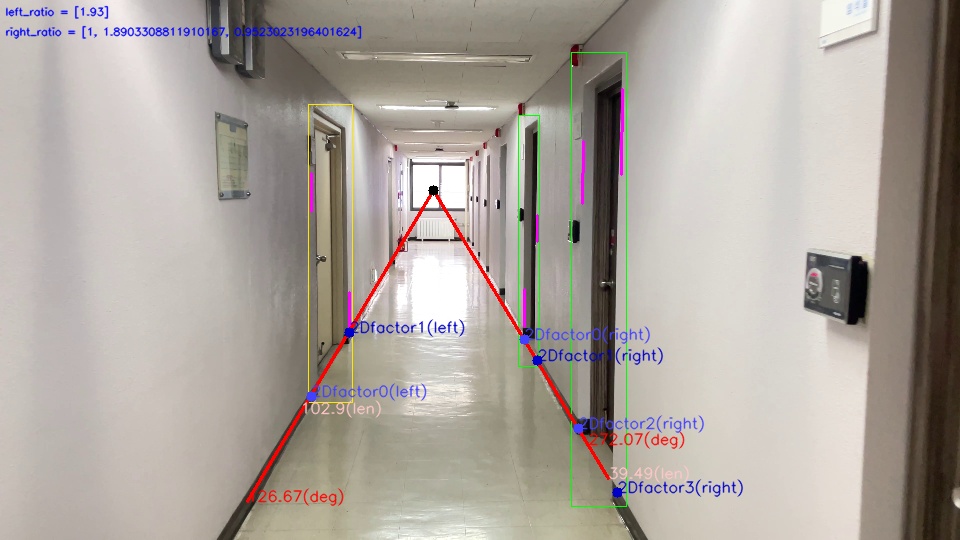 left_ratio = [1.93]
right_ratio = [1, 1.8903308811910167, 0.9523023196401624]
2Dfactor1(left)
2Dfactor0(right)
2Dfactor1(right)
2Dfactor0(left)
102.9(len)
2Dfactor2(right)
272.07(deg)
39.49(len)
2Dfactor3(right)
26.67(deg)